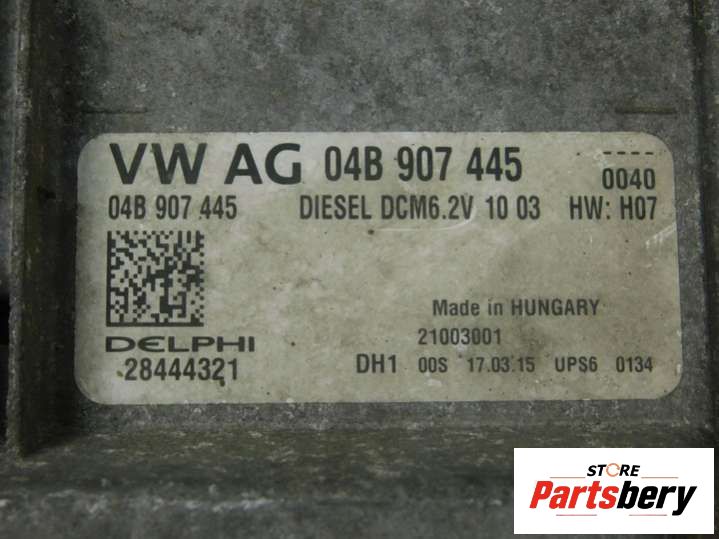 VW AG 04B 907 445 0040
04B 907 445 DIESEL DCM6.2V 10 03 HW: H07
Made in HUNGARY
DELPHI 21003001
28444321 DH1 00S 17.03.15 UPS6 0134
STORE
Partsbery